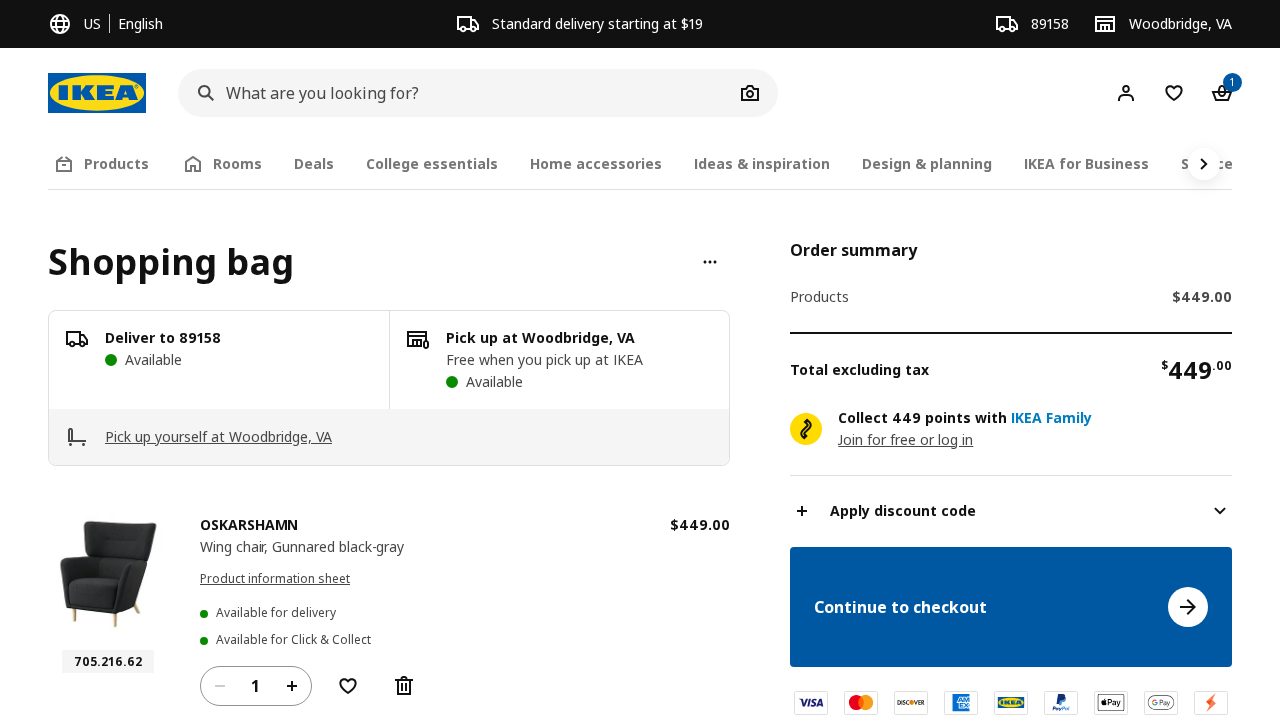 US English
Standard delivery starting at $19
89158
Woodbridge, VA
IKEA
What are you looking for?
1
Products
Rooms
Deals
College essentials
Home accessories
Ideas & inspiration
Design & planning
IKEA for Business
Shopping bag
Deliver to 89158
Available
Pick up at Woodbridge, VA
Free when you pick up at IKEA
Available
Pick up yourself at Woodbridge, VA
OSKARSHAMN
$449.00
Wing chair, Gunnared black-gray
Product information sheet
Available for delivery
Available for Click & Collect
705.216.62
1
Order summary
Products
$449.00
Total excluding tax
$449.00
Collect 449 points with IKEA Family
Join for free or log in
Apply discount code
Continue to checkout
VISA
DISCOVER
AMEX
IKEA
PayPal
Pay
G Pay